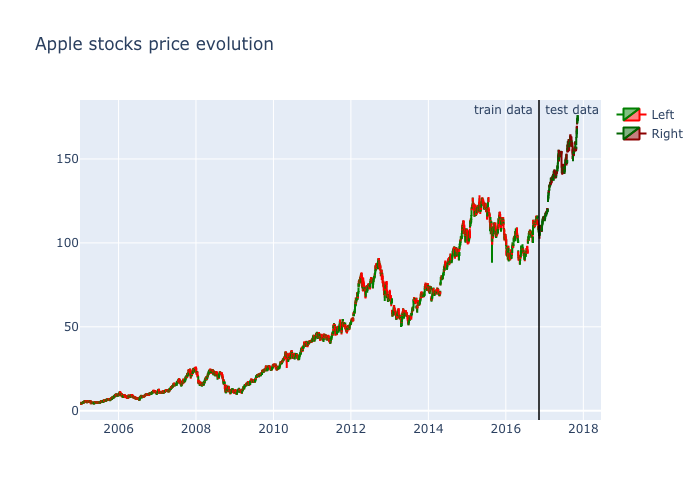 Apple stocks price evolution
train data
test data
Left
Right
150
100
50
0
2006
2008
2010
2012
2014
2016
2018